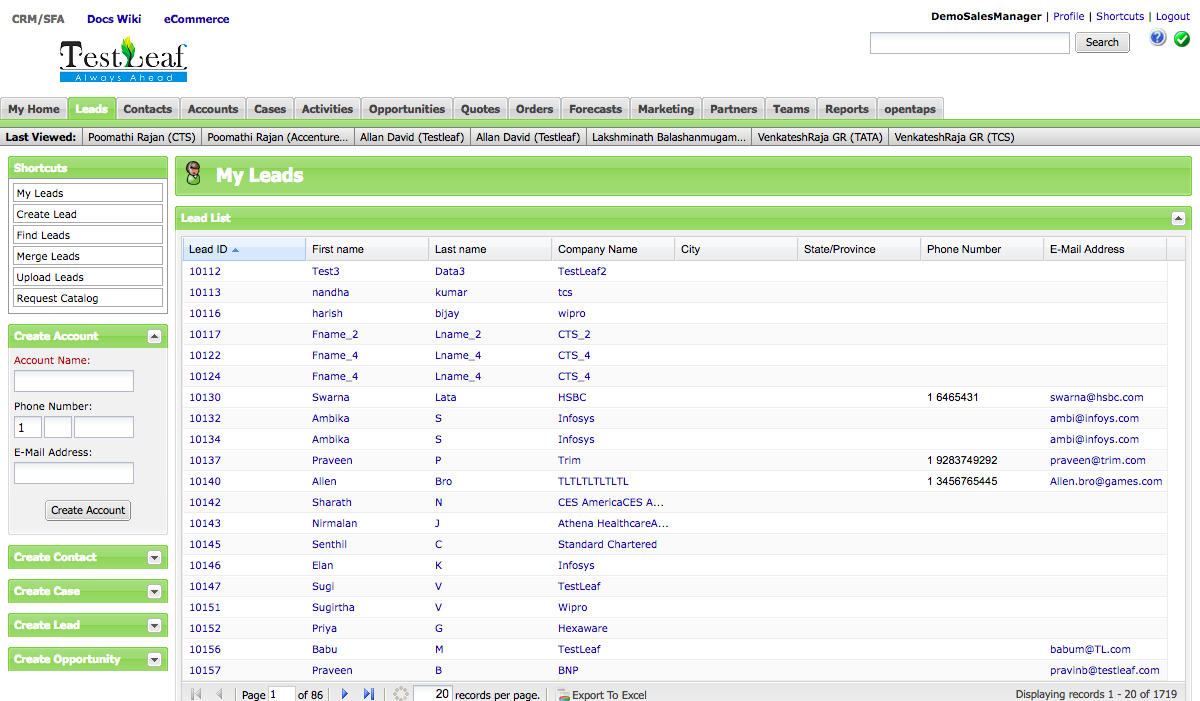 CRM/SFA Docs Wiki eCommerce
DemoSalesManager | Profile | Shortcuts | Logout
Search
TestLeaf
Always Ahead
My Home Leads Contacts Accounts Cases Activities Opportunities Quotes Orders Forecasts Marketing Partners Teams Reports opentaps
Last Viewed: Poomathi Rajan (CTS) Poomathi Rajan (Accenture... Allan David (Testleaf) Allan David (Testleaf) Lakshminath Balashanmugam... VenkateshRaja GR (TATA) VenkateshRaja GR (TCS)
Shortcuts
My Leads
Create Lead
Find Leads
Merge Leads
Upload Leads
Request Catalog
Create Account
Account Name:
Phone Number:
1
E-Mail Address:
Create Account
Create Contact
Create Case
Create Lead
Create Opportunity
My Leads
Lead List
Lead ID First name Last name Company Name City State/Province Phone Number E-Mail Address
10112 Test3 Data3 TestLeaf2
10113 nandha kumar tcs
10116 harish bijay wipro
10117 Fname_2 Lname_2 CTS_2
10122 Fname_4 Lname_4 CTS_4
10124 Fname_4 Lname_4 CTS_4
10130 Swarna Lata HSBC 1 6465431 swarna@hsbc.com
10132 Ambika S Infosys ambi@infoys.com
10134 Ambika S Infosys ambi@infoys.com
10137 Praveen P Trim 1 9283749292 praveen@trim.com
10140 Allen Bro TLTLTLTLTLTL 1 3456765445 Allen.bro@games.com
10142 Sharath N CES AmericaCES A...
10143 Nirmalan J Athena HealthcareA...
10145 Senthil C Standard Chartered
10146 Elan K Infosys
10147 Sugi V TestLeaf
10151 Sugirtha V Wipro
10152 Priya G Hexaware
10156 Babu M TestLeaf babum@TL.com
10157 Praveen B BNP pravinb@testleaf.com
Page 1 of 86 20 records per page. Export To Excel Displaying records 1 - 20 of 1719